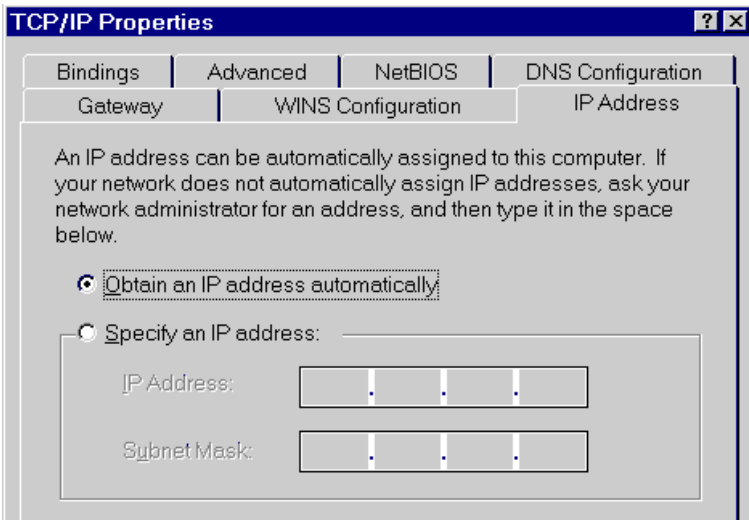 TCP/IP Properties
Bindings Advanced NetBIOS DNS Configuration
Gateway WINS Configuration IP Address
An IP address can be automatically assigned to this computer. If
your network does not automatically assign IP addresses, ask your
network administrator for an address, and then type it in the space
below.
Obtain an IP address automatically
Specify an IP address:
IP Address:
Subnet Mask: